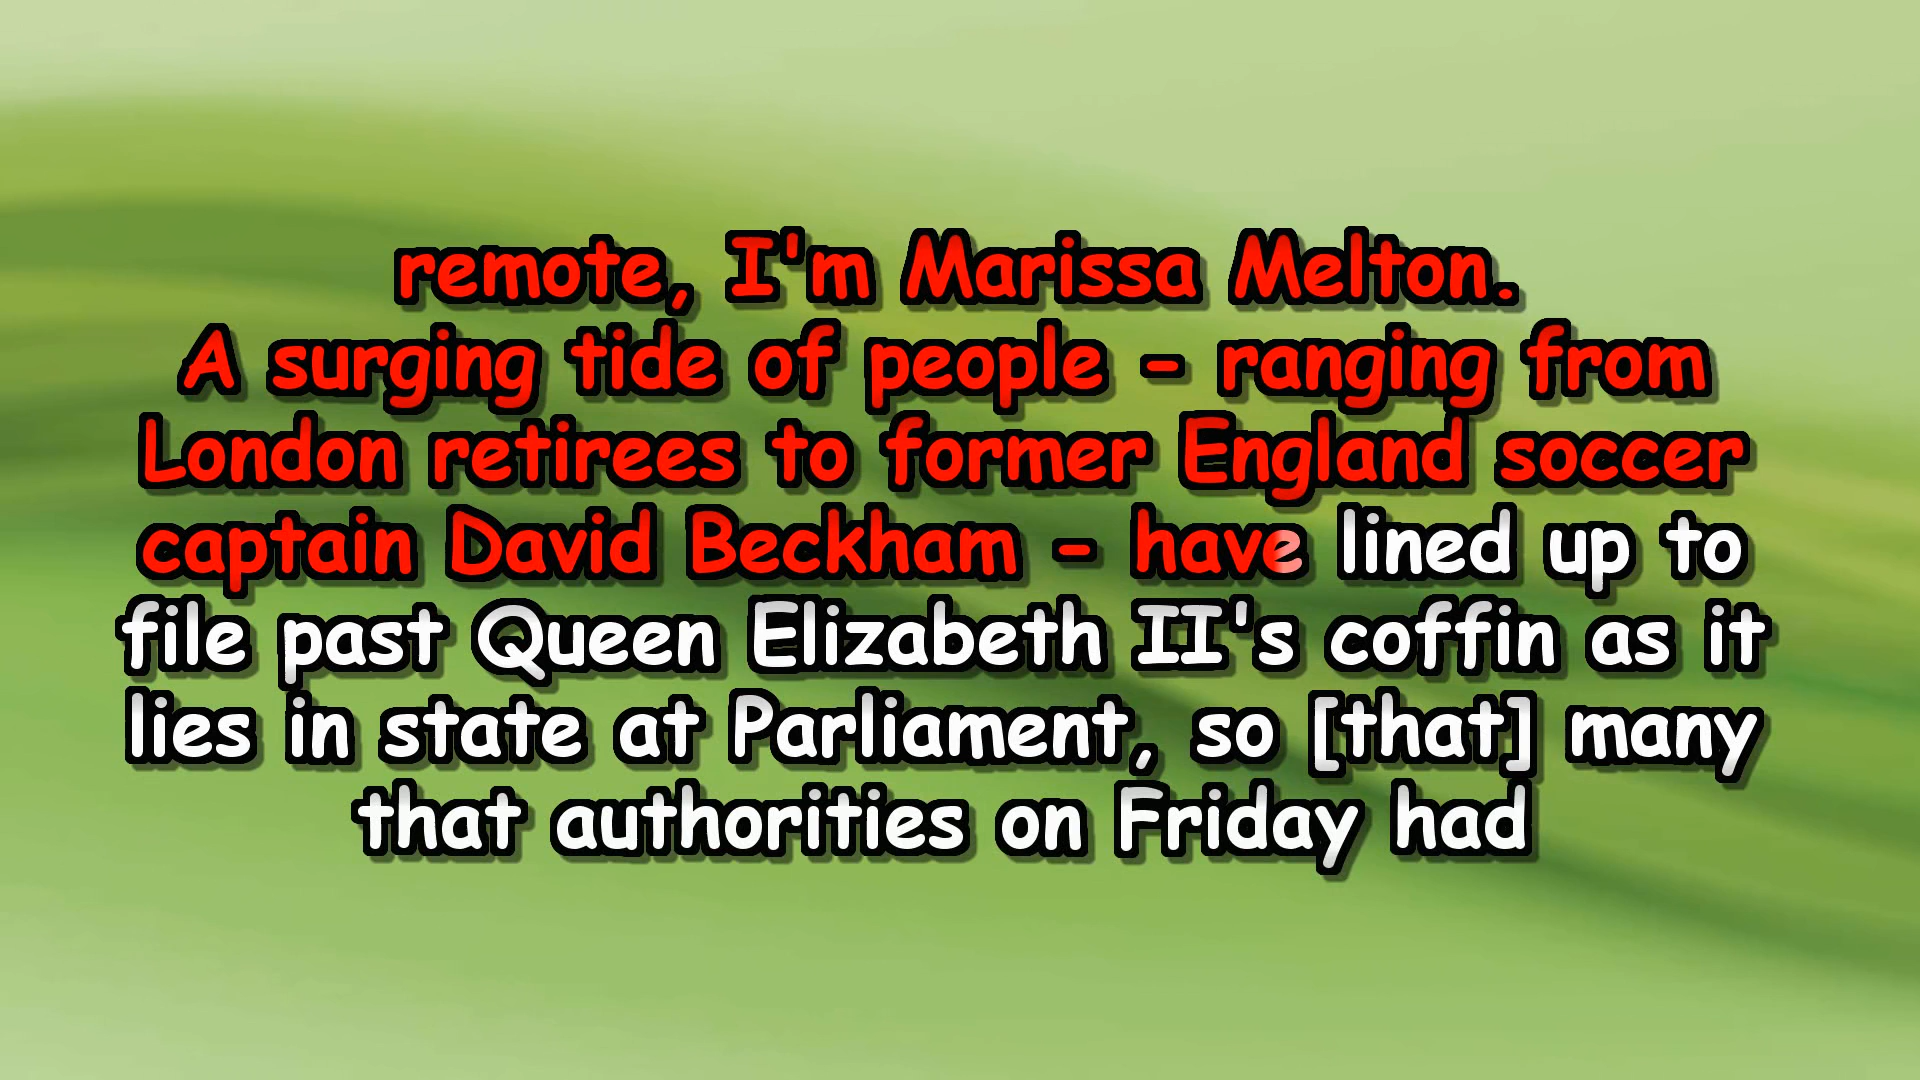 remote, I'm Marissa Melton.
A surging tide of people - ranging from
London retirees to former England soccer
captain David Beckham - have lined up to
file past Queen Elizabeth II's coffin as it
lies in state at Parliament, so [that] many
that authorities on Friday had